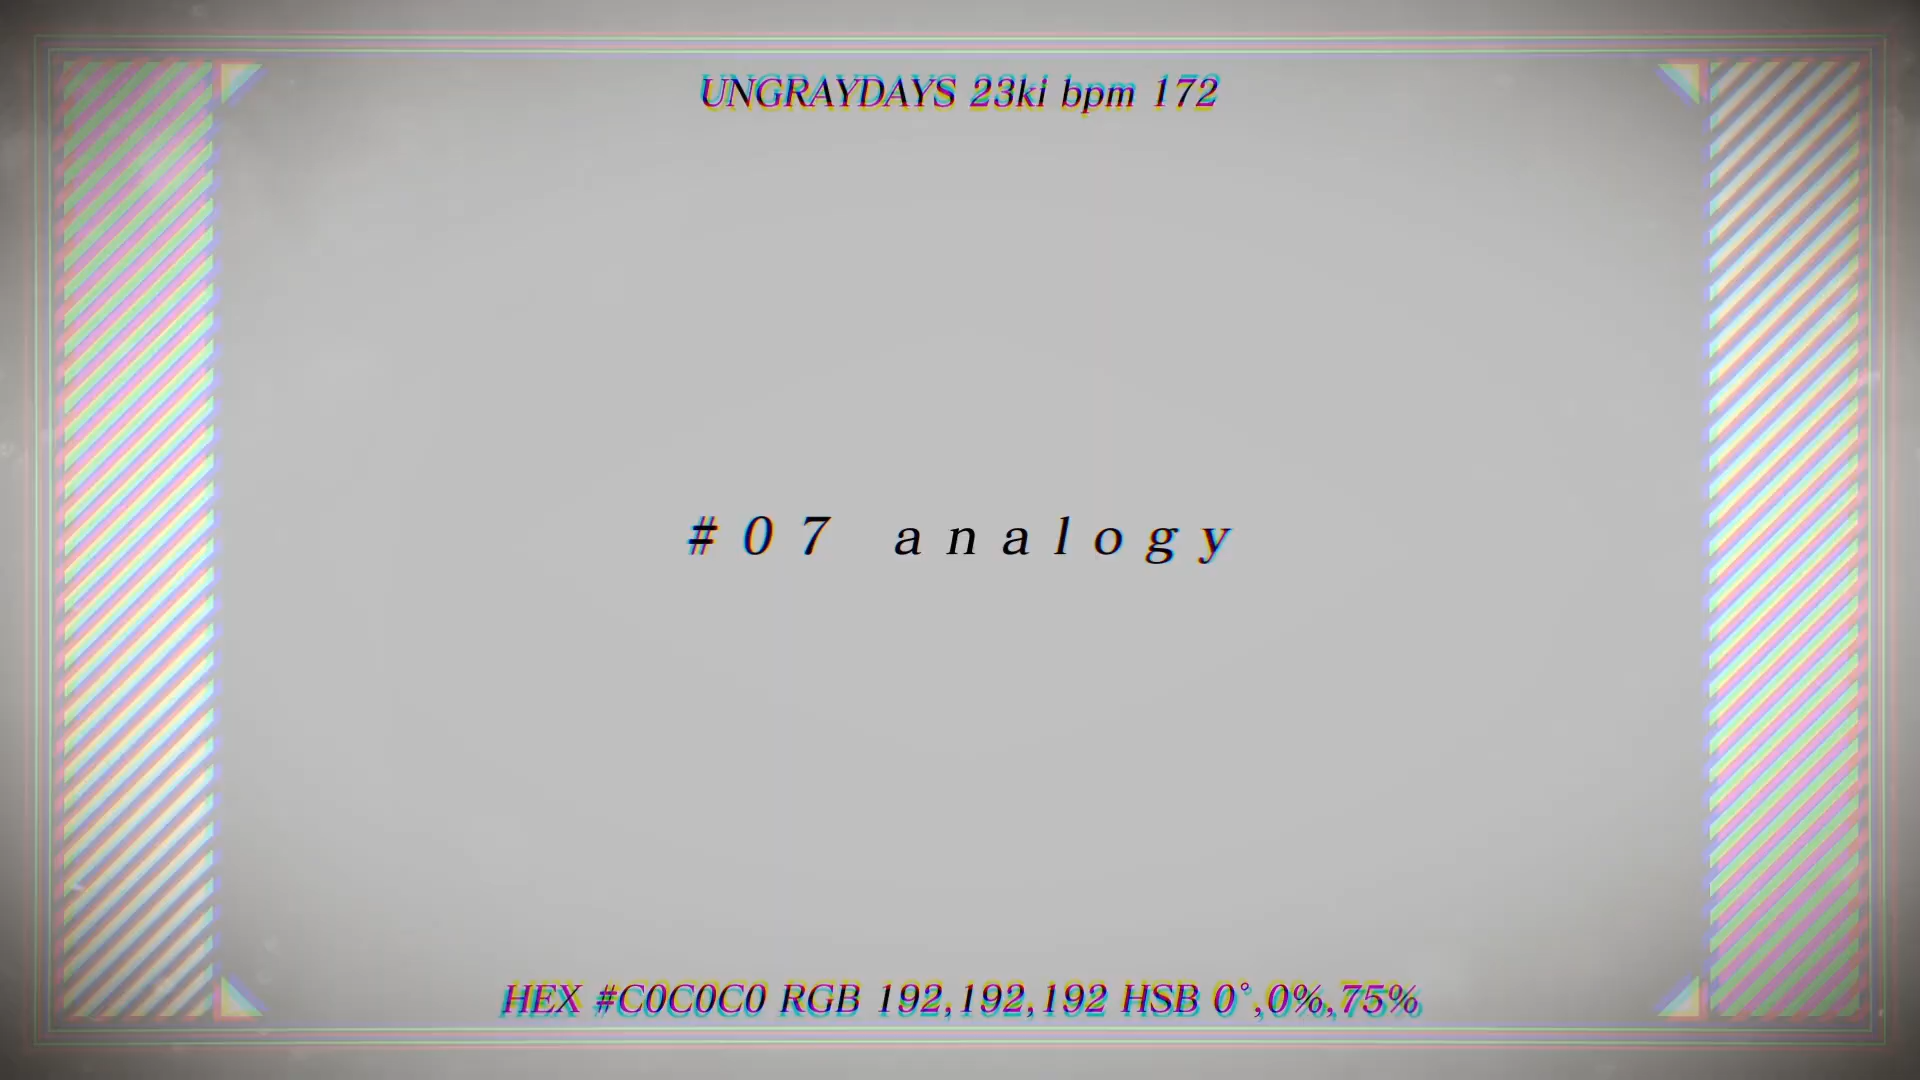 UNGRAYDAYS 23ki bpm 172
#07 analogy
HEX #C0C0C0 RGB 192,192,192 HSB 0°,0%,75%